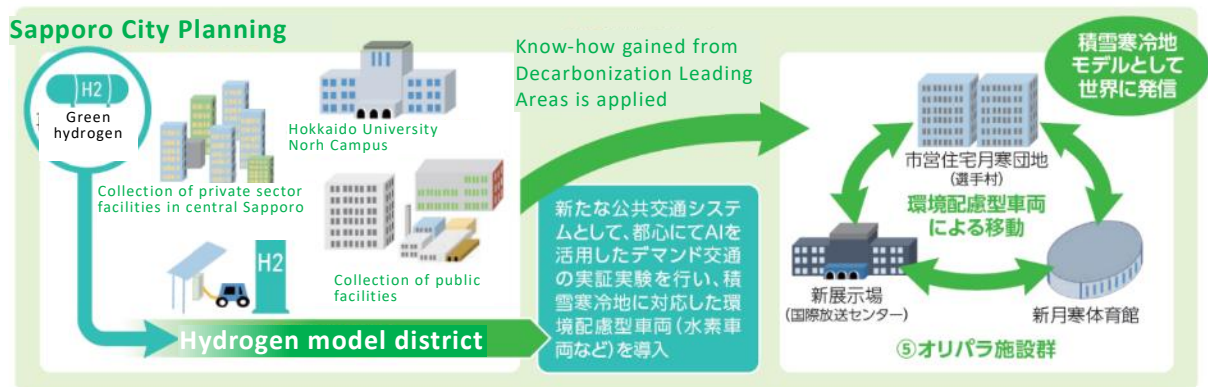 Sapporo City Planning
H2
Green
hydrogen
Hokkaido University
Norh Campus
Collection of private sector
facilities in central Sapporo
H2
Collection of public
facilities
Hydrogen model district
Know-how gained from
Decarbonization Leading
Areas is applied
新たな公共交通システ
ムとして、都心にてAIを
活用したデマンド交通
の実証実験を行い、積
雪寒冷地に対応した環
境配慮型車両(水素車
両など)を導入
積雪寒冷地
モデルとして
世界に発信
市営住宅月寒団地
(選手村)
環境配慮型車両
による移動
新展示場
(国際放送センター)
新月寒体育館
⑤オリパラ施設群